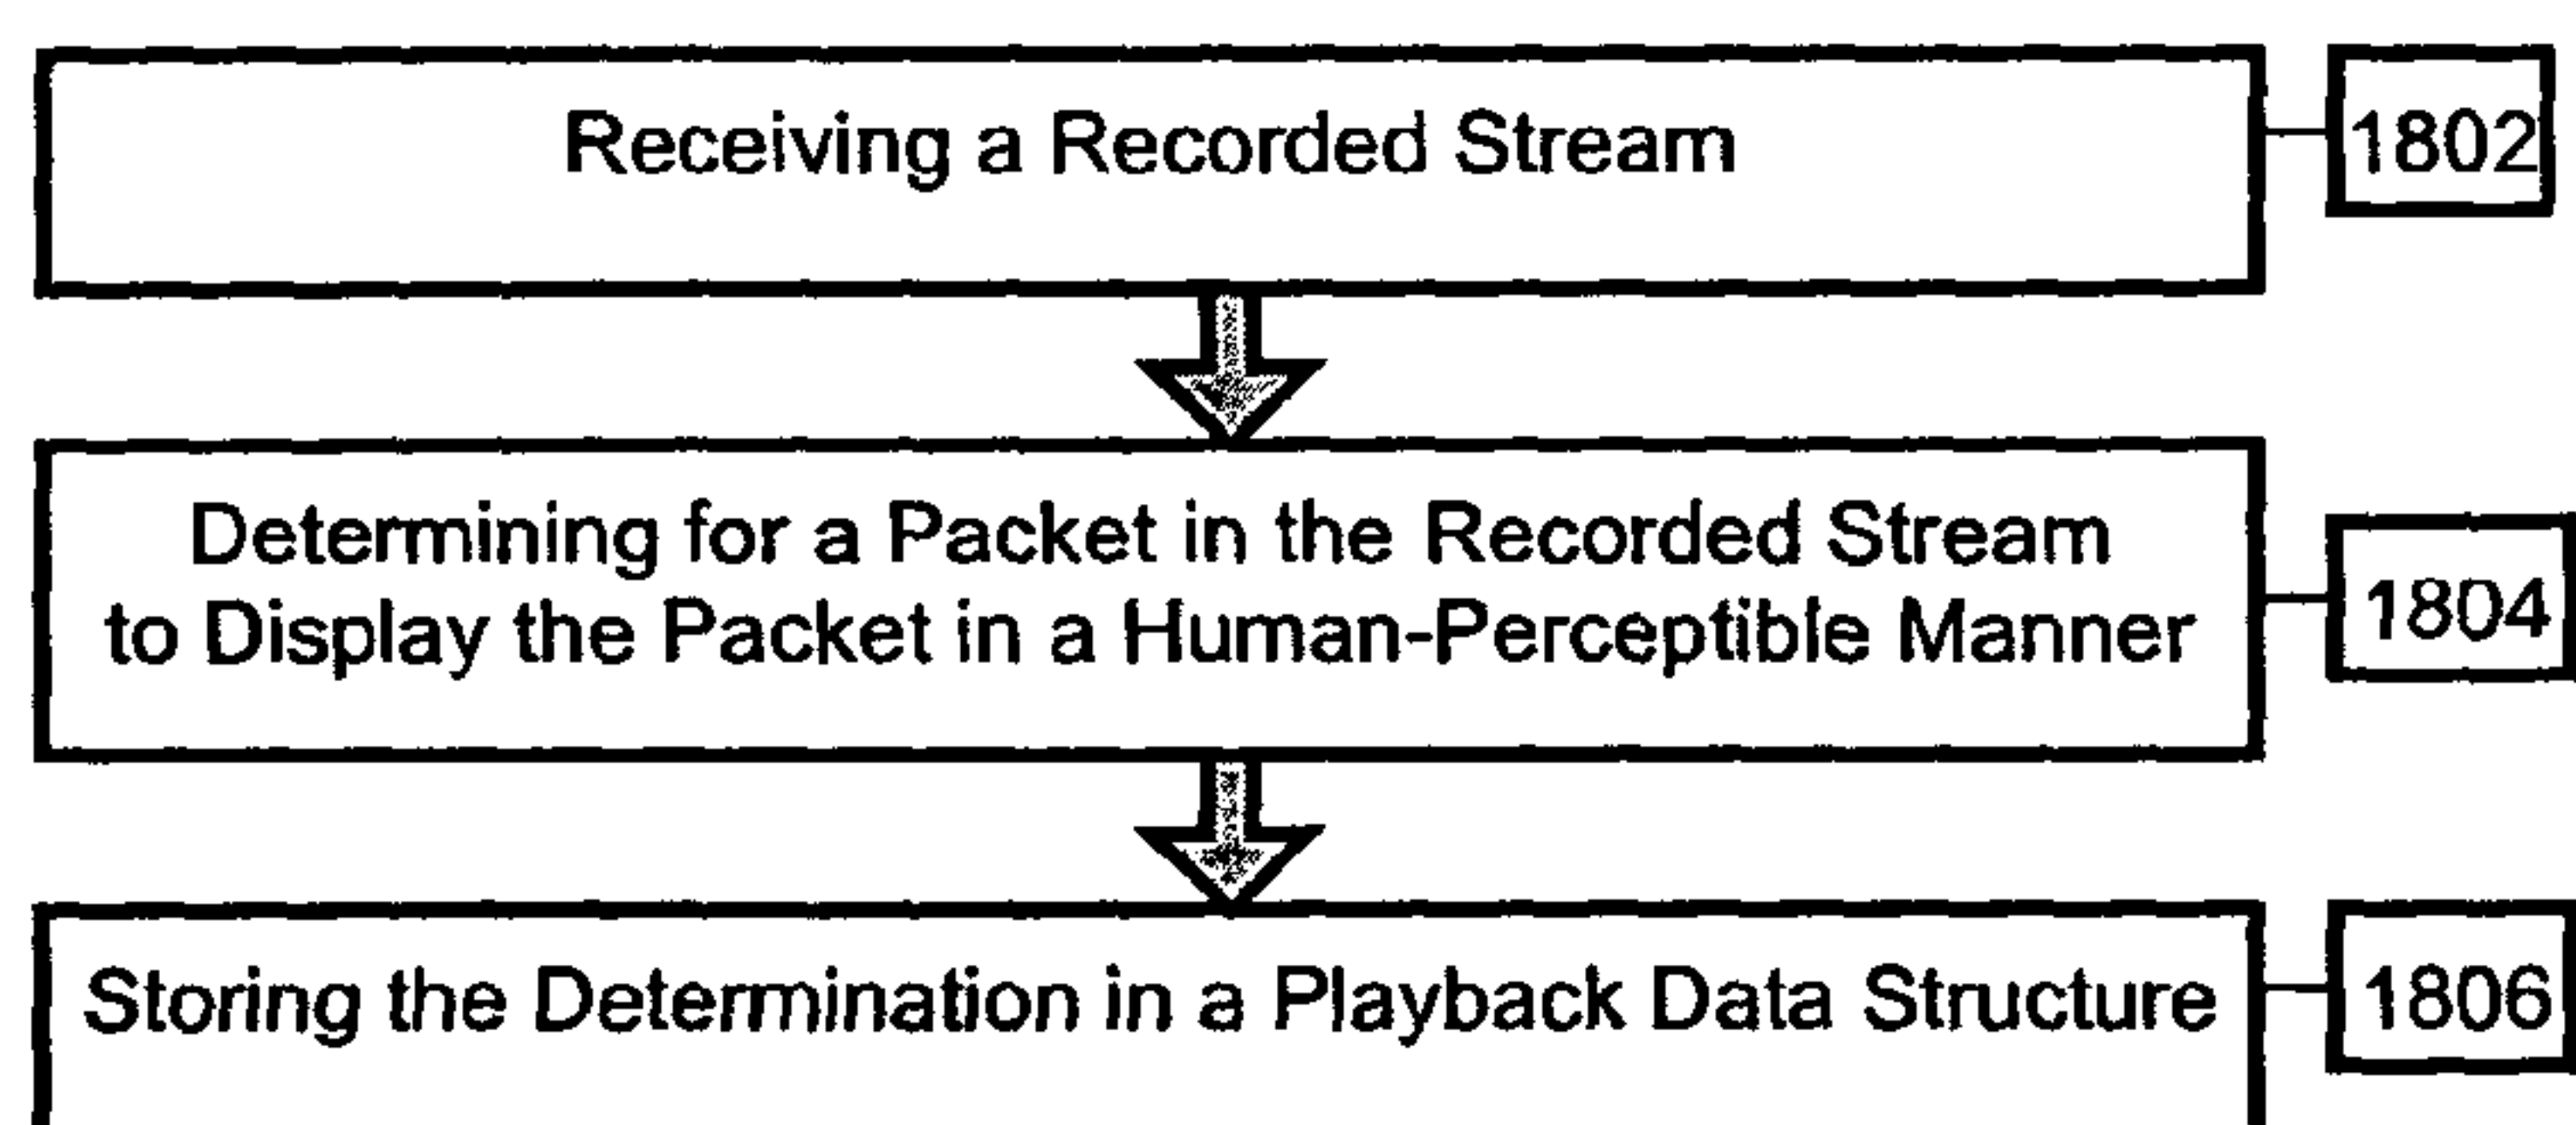 Receiving a Recorded Stream
1802
Determining for a Packet in the Recorded Stream
to Display the Packet in a Human-Perceptible Manner
1804
Storing the Determination in a Playback Data Structure
1806